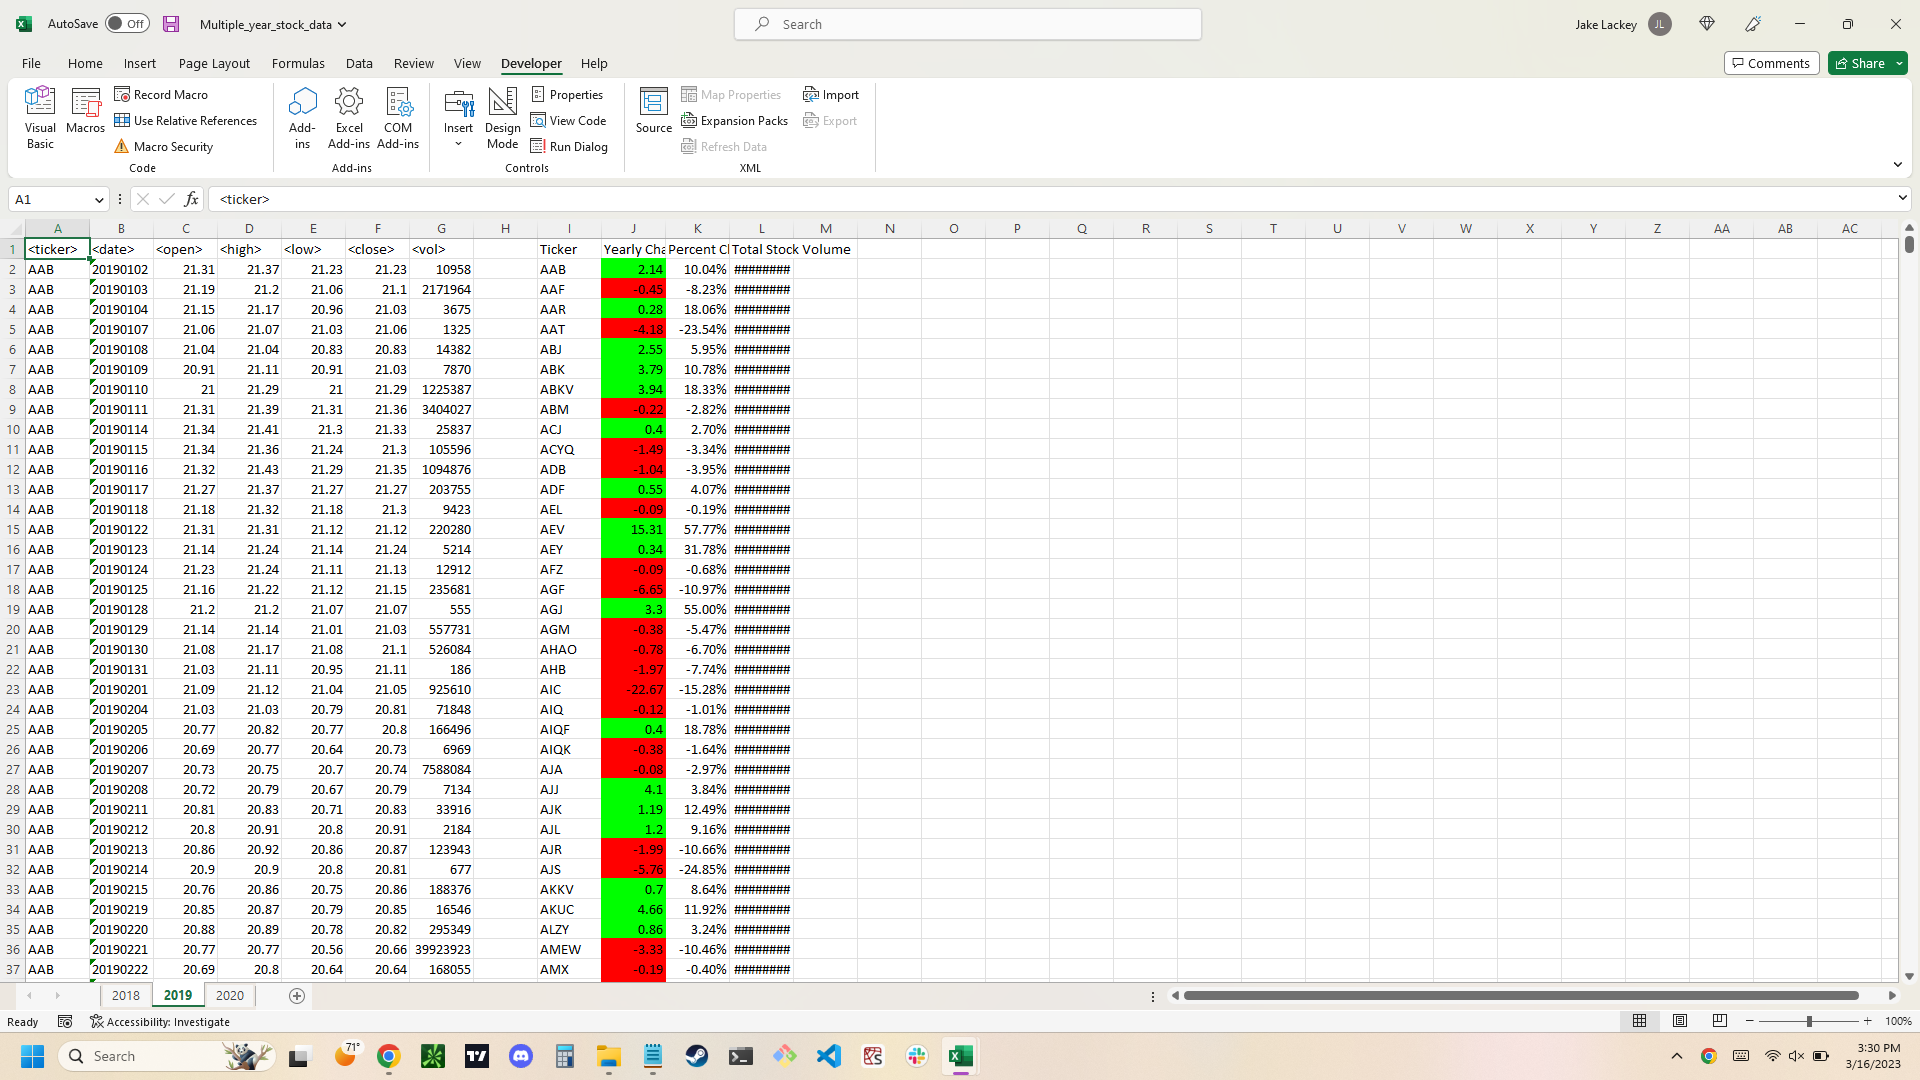 AutoSave Off Multiple_year_stock_data Search Jake Lackey JL
File Home Insert Page Layout Formulas Data Review View Developer Help Comments Share
Visual Basic Macros Record Macro Use Relative References Macro Security Code
Add-ins Excel Add-ins COM Add-ins Add-ins
Insert Design Mode Properties View Code Run Dialog Controls
Source Map Properties Expansion Packs Refresh Data Import Export XML
A1 fx <ticker>
A B C D E F G H I J K L M N O P Q R S T U V W X Y Z AA AB AC
1 <ticker> <date> <open> <high> <low> <close> <vol> Ticker Yearly Cha Percent Cl Total Stock Volume
2 AAB 20190102 21.31 21.37 21.23 21.23 10958 AAB 2.14 10.04% ########
3 AAB 20190103 21.19 21.2 21.06 21.1 2171964 AAF -0.45 -8.23% ########
4 AAB 20190104 21.15 21.17 20.96 21.03 3675 AAR 0.28 18.06% ########
5 AAB 20190107 21.06 21.07 21.03 21.06 1325 AAT -4.18 -23.54% ########
6 AAB 20190108 21.04 21.04 20.83 20.83 14382 ABJ 2.55 5.95% ########
7 AAB 20190109 20.91 21.11 20.91 21.03 7870 ABK 3.79 10.78% ########
8 AAB 20190110 21 21.29 21 21.29 1225387 ABKV 3.94 18.33% ########
9 AAB 20190111 21.31 21.39 21.31 21.36 3404027 ABM -0.22 -2.82% ########
10 AAB 20190114 21.34 21.41 21.3 21.33 25837 ACJ 0.4 2.70% ########
11 AAB 20190115 21.34 21.36 21.24 21.3 105596 ACYQ -1.49 -3.34% ########
12 AAB 20190116 21.32 21.43 21.29 21.35 1094876 ADB -1.04 -3.95% ########
13 AAB 20190117 21.27 21.37 21.27 21.27 203755 ADF 0.55 4.07% ########
14 AAB 20190118 21.18 21.32 21.18 21.3 9423 AEL -0.09 -0.19% ########
15 AAB 20190122 21.31 21.31 21.12 21.12 220280 AEV 15.31 57.77% ########
16 AAB 20190123 21.14 21.24 21.14 21.24 5214 AEY 0.34 31.78% ########
17 AAB 20190124 21.23 21.24 21.11 21.13 12912 AFZ -0.09 -0.68% ########
18 AAB 20190125 21.16 21.22 21.12 21.15 235681 AGF -6.65 -10.97% ########
19 AAB 20190128 21.2 21.2 21.07 21.07 555 AGJ 3.3 55.00% ########
20 AAB 20190129 21.14 21.14 21.01 21.03 557731 AGM -0.38 -5.47% ########
21 AAB 20190130 21.08 21.17 21.08 21.1 526084 AHAO -0.78 -6.70% ########
22 AAB 20190131 21.03 21.11 20.95 21.11 186 AHB -1.97 -7.74% ########
23 AAB 20190201 21.09 21.12 21.04 21.05 925610 AIC -22.67 -15.28% ########
24 AAB 20190204 21.03 21.03 20.79 20.81 71848 AIQ -0.12 -1.01% ########
25 AAB 20190205 20.77 20.82 20.77 20.8 166496 AIQF 0.4 18.78% ########
26 AAB 20190206 20.69 20.77 20.64 20.73 6969 AIQK -0.38 -1.64% ########
27 AAB 20190207 20.73 20.75 20.7 20.74 7588084 AJA -0.08 -2.97% ########
28 AAB 20190208 20.72 20.79 20.67 20.79 7134 AJJ 4.1 3.84% ########
29 AAB 20190211 20.81 20.83 20.71 20.83 33916 AJK 1.19 12.49% ########
30 AAB 20190212 20.8 20.91 20.8 20.91 2184 AJL 1.2 9.16% ########
31 AAB 20190213 20.86 20.92 20.86 20.87 123943 AJR -1.99 -10.66% ########
32 AAB 20190214 20.9 20.9 20.8 20.81 677 AJS -5.76 -24.85% ########
33 AAB 20190215 20.76 20.86 20.75 20.86 188376 AKKV 0.7 8.64% ########
34 AAB 20190219 20.85 20.87 20.79 20.85 16546 AKUC 4.66 11.92% ########
35 AAB 20190220 20.88 20.89 20.78 20.82 295349 ALZY 0.86 3.24% ########
36 AAB 20190221 20.77 20.77 20.56 20.66 39923923 AMEW -3.33 -10.46% ########
37 AAB 20190222 20.69 20.8 20.64 20.64 168055 AMX -0.19 -0.40% ########
2018 2019 2020
Ready Accessibility: Investigate 100%
Search 71° 3:30 PM
3/16/2023